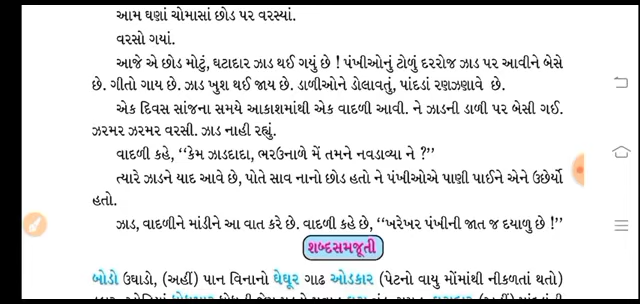 આમ ઘણાં ચોમાસાં છોડ પર વરસ્યાં.
વરસો ગયાં.
આજે એ છોડ મોટું, ઘટાદાર ઝાડ થઈ ગયું છે ! પંખીઓનું ટોળું દરરોજ ઝાડ પર આવીને બેસે
છે. ગીતો ગાય છે. ઝાડ ખુશ થઈ જાય છે. ડાળીઓને ડોલાવતું, પાંદડાં રણઝણાવે છે.
એક દિવસ સાંજના સમયે આકાશમાંથી એક વાદળી આવી. ને ઝાડની ડાળી પર બેસી ગઈ.
ઝરમર ઝરમર વરસી. ઝાડ નાહી રહ્યું.
વાદળી કહે, ‘‘કેમ ઝાડદાદા, ભરઉનાળે મેં તમને નવડાવ્યા ને ?’’
ત્યારે ઝાડને યાદ આવે છે, પોતે સાવ નાનો છોડ હતો ને પંખીઓએ પાણી પાઈને એને ઉછેર્યો
હતો.
ઝાડ, વાદળીને માંડીને આ વાત કરે છે. વાદળી કહે છે, ‘‘ખરેખર પંખીની જાત જ દયાળુ છે !’’
શબ્દસમજૂતી
બોડો ઉઘાડો, (અહીં) પાન વિનાનો ઘેઘૂર ગાઢ ઓડકાર (પેટનો વાયુ મોંમાંથી નીકળતાં થતો)